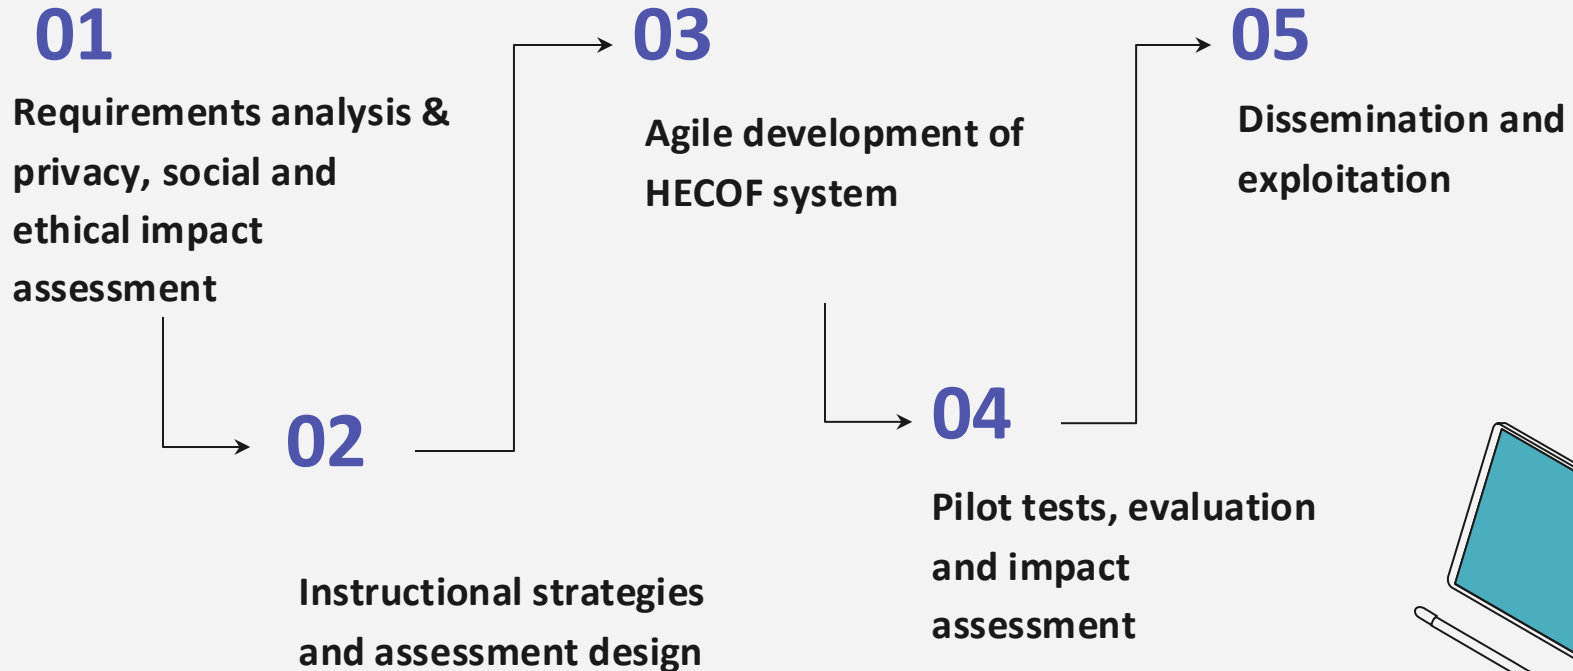 01
Requirements analysis &
privacy, social and
ethical impact
assessment
02
Instructional strategies
and assessment design
03
Agile development of
HECOF system
04
Pilot tests, evaluation
and impact
assessment
05
Dissemination and
exploitation